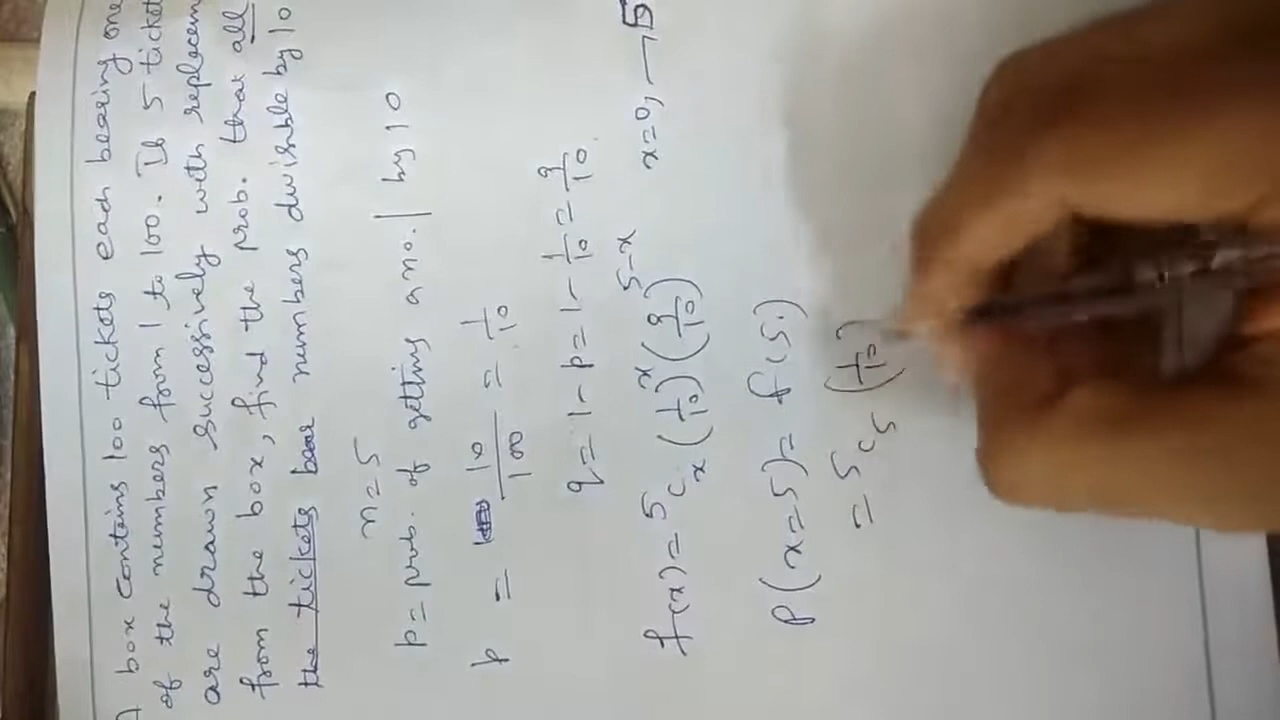 A box contains 100 tickets each bearing one
of the numbers from 1 to 100. If 5 ticket
are drawn successively with replacem
from the box, find the prob. that all
the tickets bear numbers divisible by 10
n=5
p = prob. of getting a no. | by 10
p = 10/100 = 1/10
q = 1-p = 1 - 1/10 = 9/10
f(x) = ⁵Cₓ (1/10)ˣ (9/10)⁵⁻ˣ x=0, — 5
P(x=5) = f(5)
= ⁵C₅ (1/10)